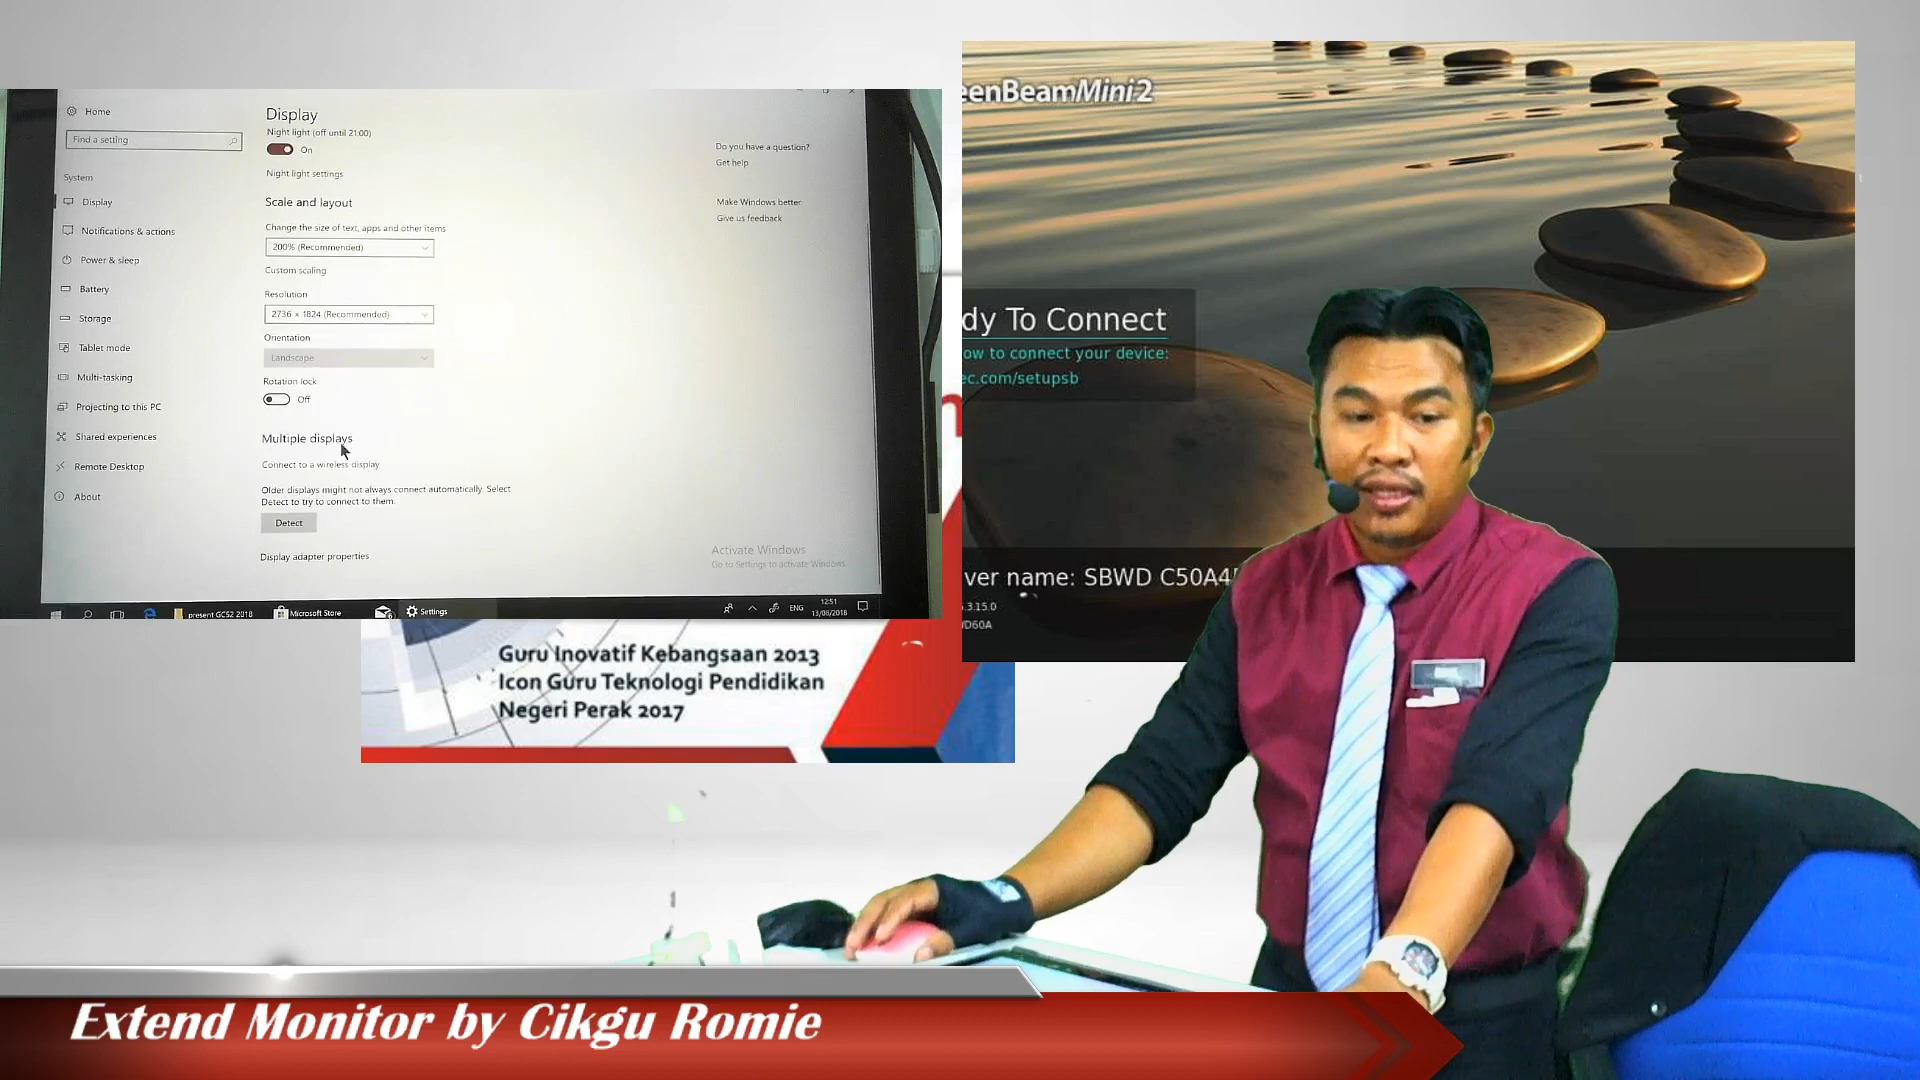 Home
Find a setting
System
Display
Notifications & actions
Power & sleep
Battery
Storage
Tablet mode
Multi-tasking
Projecting to this PC
Shared experiences
Remote Desktop
About
Display
Night light (off until 21:00)
On
Night light settings
Scale and layout
Change the size of text, apps and other items
200% (Recommended)
Custom scaling
Resolution
2736 × 1824 (Recommended)
Orientation
Landscape
Rotation lock
Off
Multiple displays
Connect to a wireless display
Older displays might not always connect automatically. Select
Detect to try to connect to them.
Detect
Display adapter properties
Do you have a question?
Get help
Make Windows better
Give us feedback
Activate Windows
Go to Settings to activate Windows.
present GC52 2018
Microsoft Store
Settings
ENG
12:51
13/06/2018
eenBeamMini2
dy To Connect
ow to connect your device:
ec.com/setupsb
ver name: SBWD C50A4
.3.15.0
D60A
Guru Inovatif Kebangsaan 2013
Icon Guru Teknologi Pendidikan
Negeri Perak 2017
Extend Monitor by Cikgu Romie